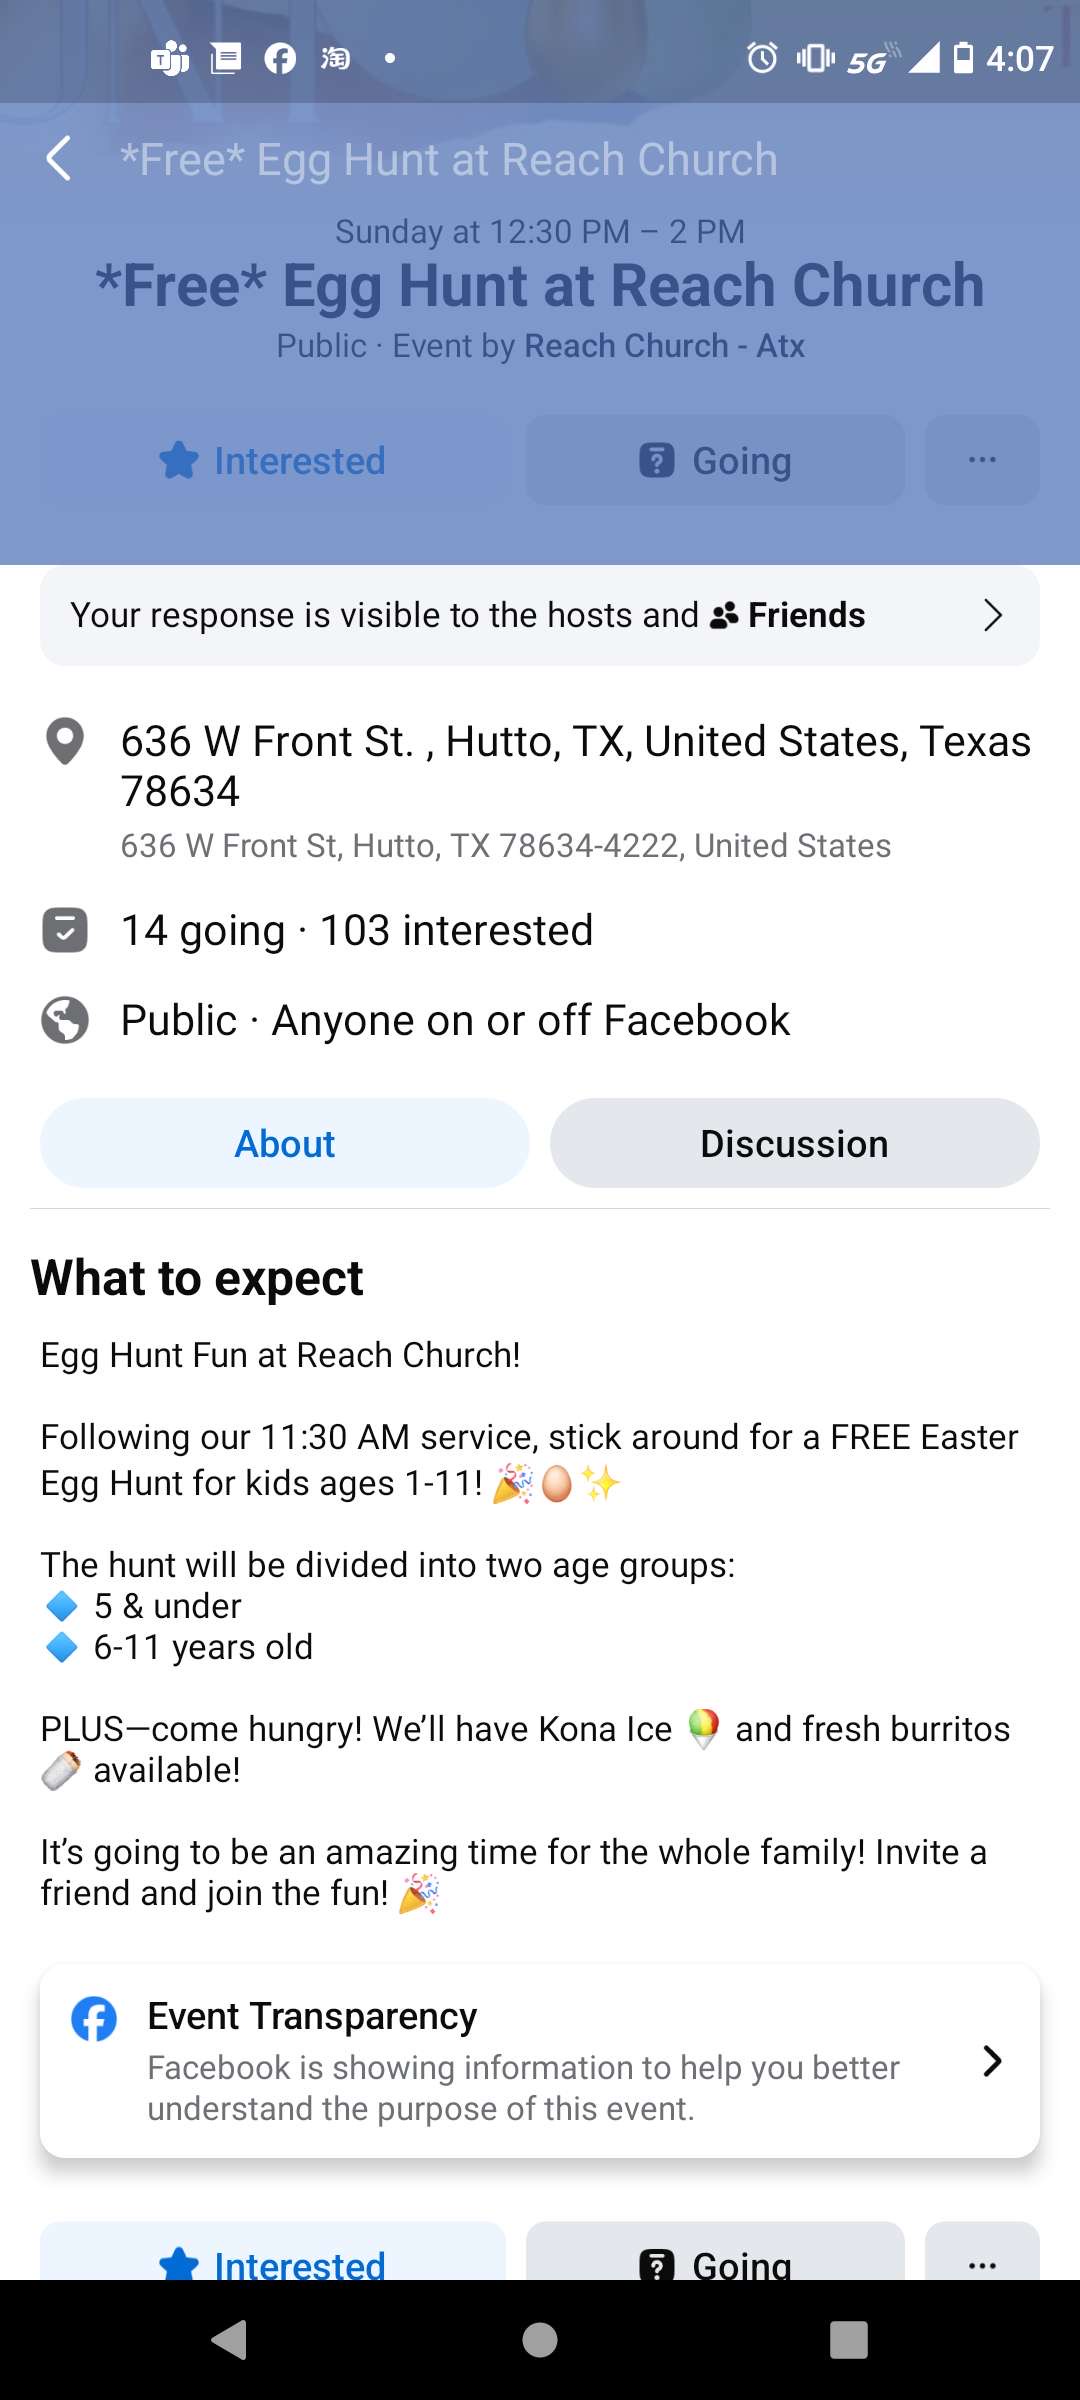 4:07
*Free* Egg Hunt at Reach Church
Sunday at 12:30 PM – 2 PM
*Free* Egg Hunt at Reach Church
Public · Event by Reach Church - Atx
Interested
Going
Your response is visible to the hosts and Friends
636 W Front St. , Hutto, TX, United States, Texas
78634
636 W Front St, Hutto, TX 78634-4222, United States
14 going · 103 interested
Public · Anyone on or off Facebook
About
Discussion
What to expect
Egg Hunt Fun at Reach Church!
Following our 11:30 AM service, stick around for a FREE Easter
Egg Hunt for kids ages 1-11! 🎉🥚✨
The hunt will be divided into two age groups:
🔷 5 & under
🔷 6-11 years old
PLUS—come hungry! We’ll have Kona Ice 🍧 and fresh burritos
🌯 available!
It’s going to be an amazing time for the whole family! Invite a
friend and join the fun! 🎉
Event Transparency
Facebook is showing information to help you better
understand the purpose of this event.
Interested
Going